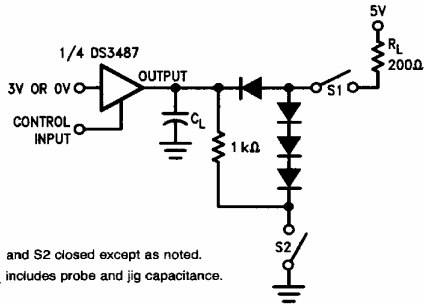 5V
1/4 DS3487
OUTPUT
RL
200Ω
3V OR 0V
S1
CONTROL
INPUT
CL
1 kΩ
S2
and S2 closed except as noted.
includes probe and jig capacitance.